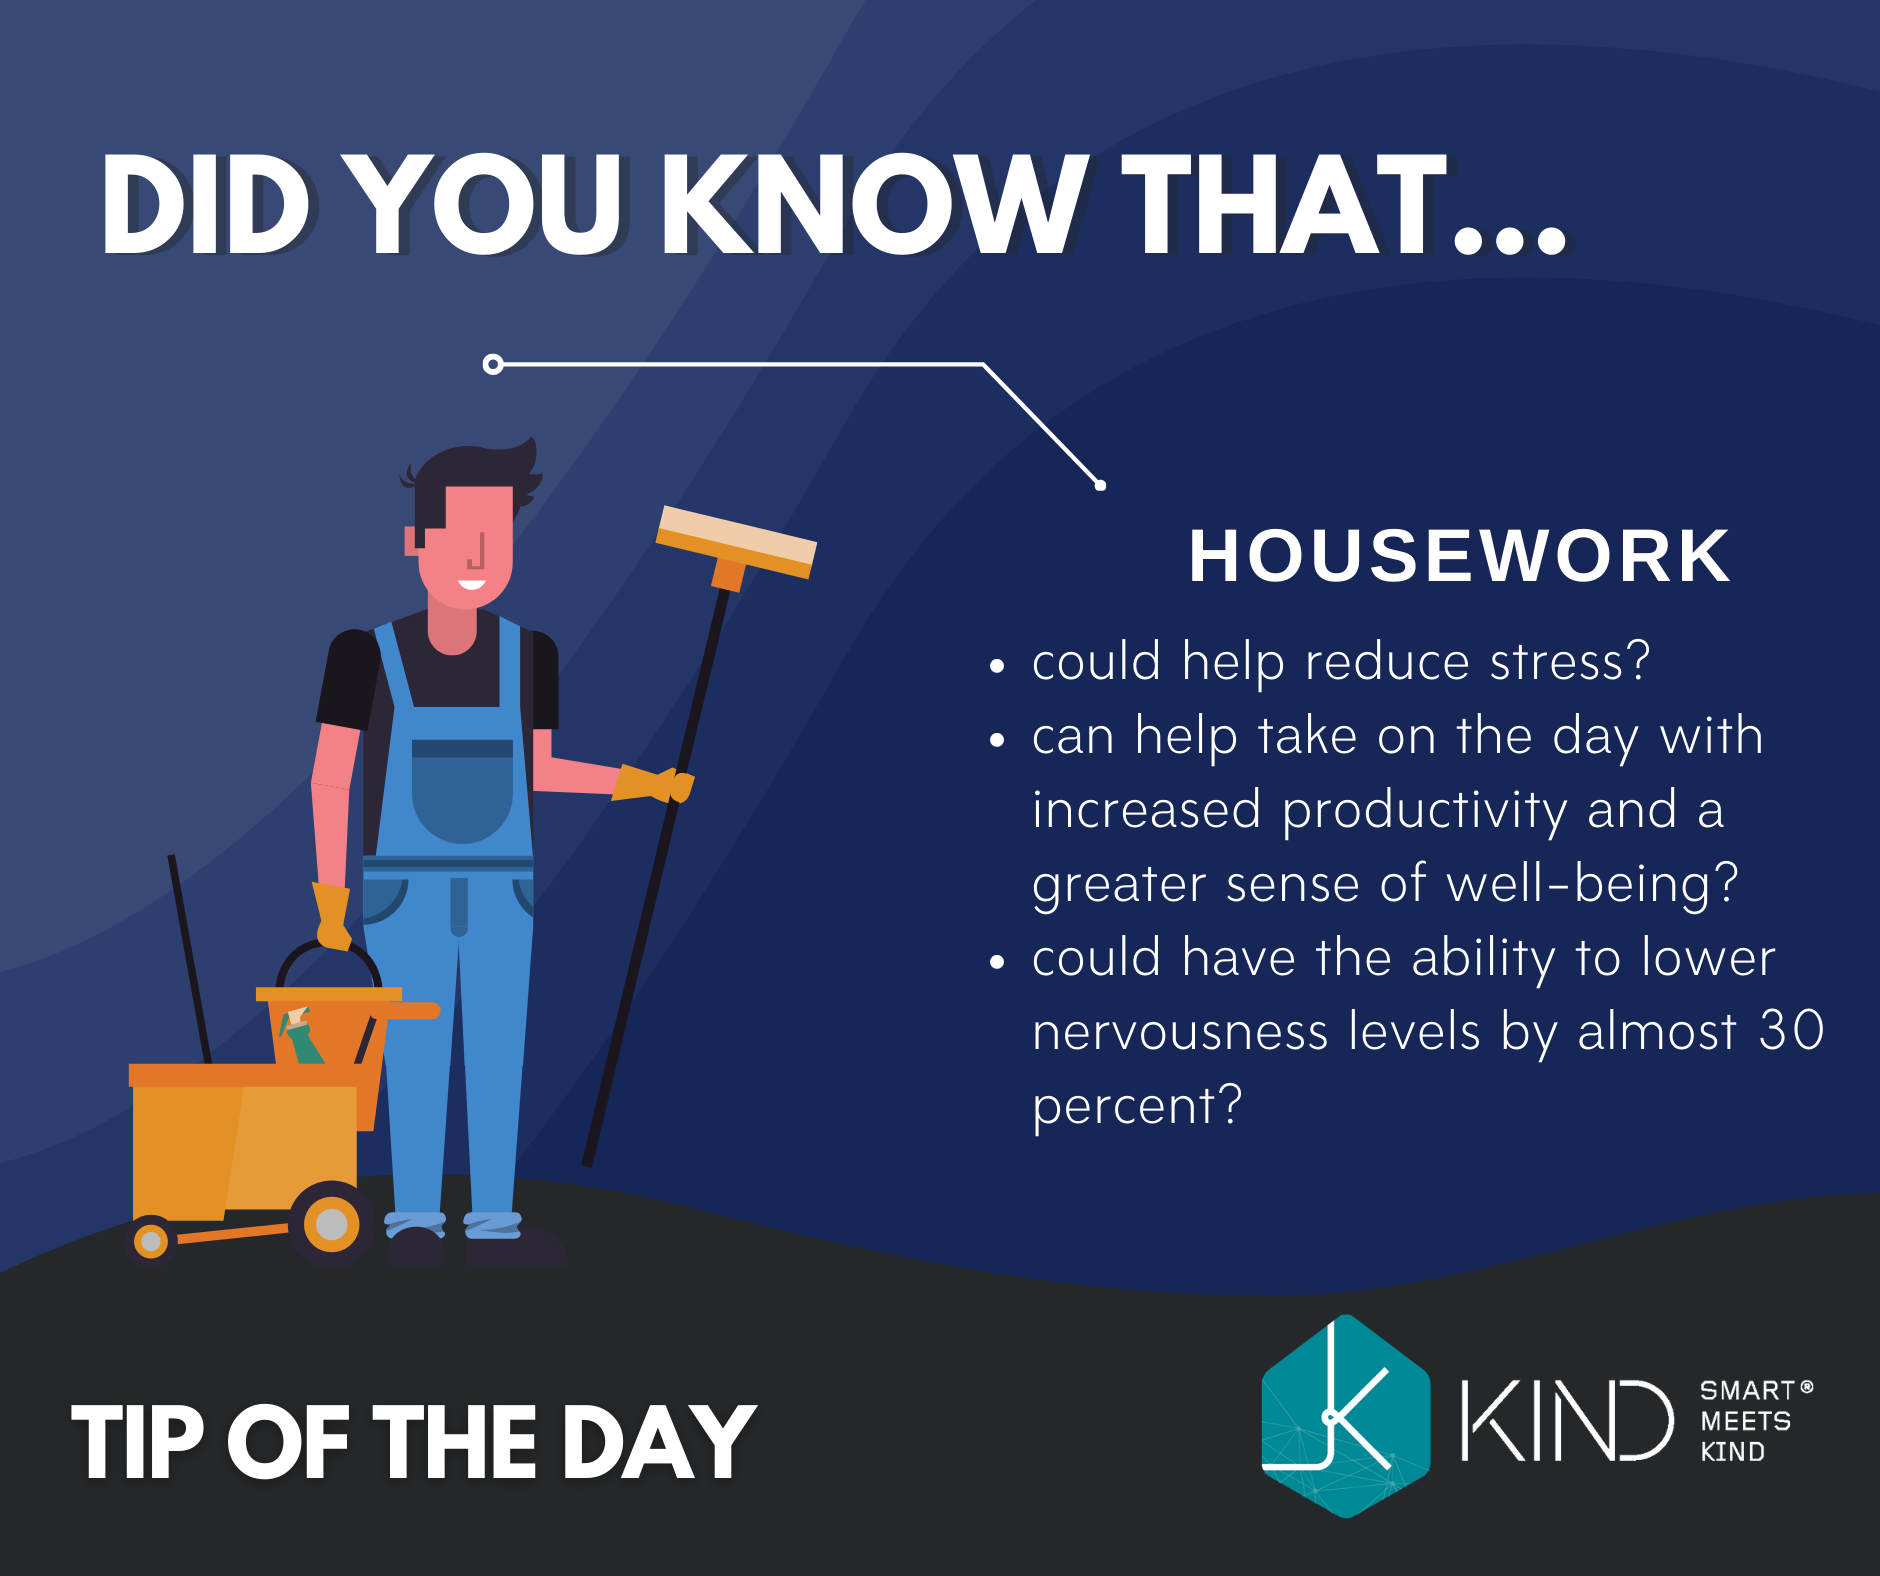 DID YOU KNOW THAT...
HOUSEWORK
• could help reduce stress?
• can help take on the day with
increased productivity and a
greater sense of well-being?
• could have the ability to lower
nervousness levels by almost 30
percent?
TIP OF THE DAY
KIND
SMART®
MEETS
KIND